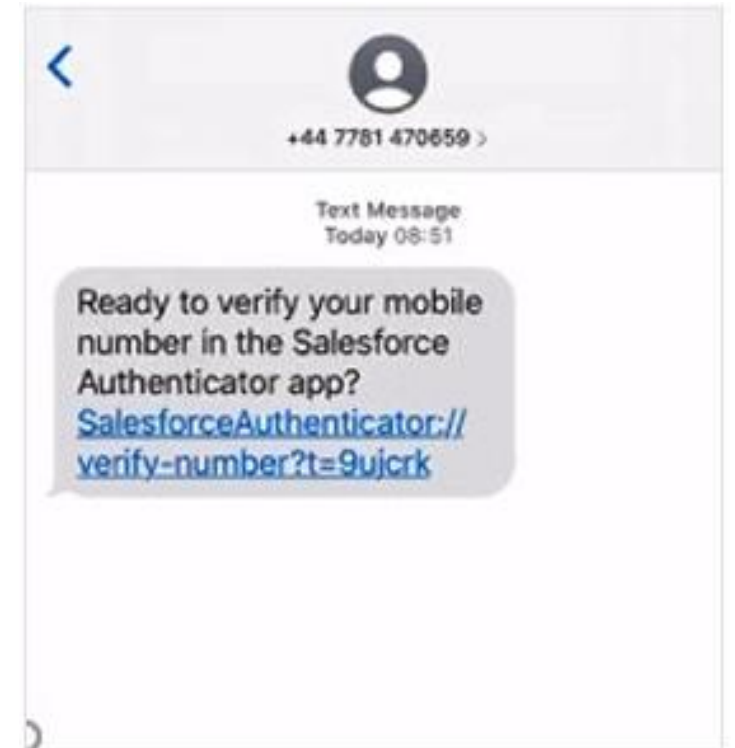 +44 7781 470659 >
Text Message
Today 08:51
Ready to verify your mobile
number in the Salesforce
Authenticator app?
SalesforceAuthenticator://
verify-number?t=9ujcrk